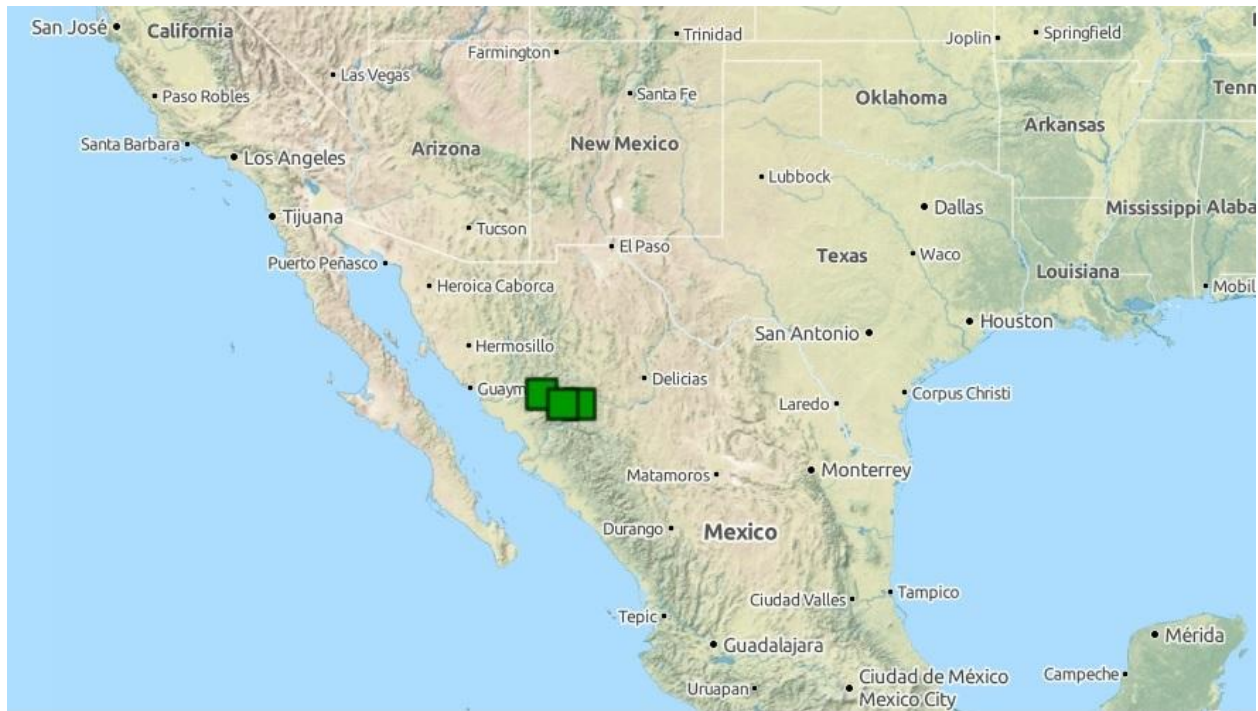 San José
California
Trinidad
Joplin
Springfield
Farmington
Las Vegas
Paso Robles
Santa Fe
Oklahoma
Tenn
Arkansas
Santa Barbara
Los Angeles
Arizona
New Mexico
Lubbock
Tijuana
Dallas
Mississippi
Alaba
Tucson
El Paso
Texas
Waco
Puerto Peñasco
Louisiana
Heroica Caborca
Mobil
Houston
San Antonio
Hermosillo
Delicias
Guaym
Laredo
Corpus Christi
Monterrey
Matamoros
Durango
Mexico
Ciudad Valles
Tampico
Tepic
Guadalajara
Mérida
Campeche
Uruapan
Ciudad de México
Mexico City